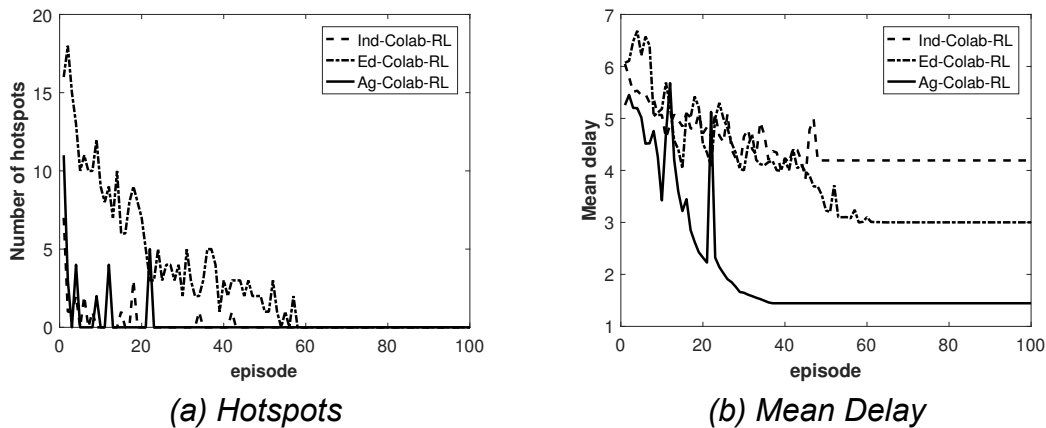 20
15
10
5
0
0
20
40
60
80
100
Number of hotspots
episode
Ind-Colab-RL
Ed-Colab-RL
Ag-Colab-RL
(a) Hotspots
7
6
5
4
3
2
1
0
20
40
60
80
100
Mean delay
episode
Ind-Colab-RL
Ed-Colab-RL
Ag-Colab-RL
(b) Mean Delay